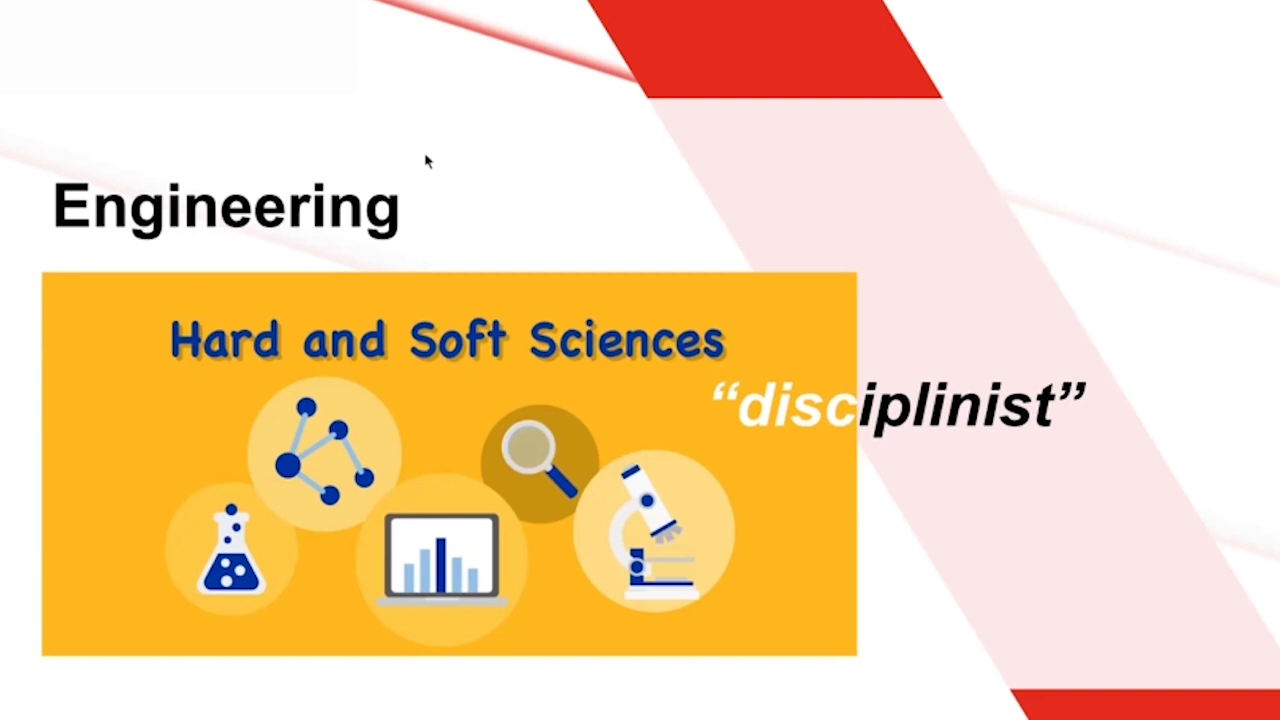 Engineering
Hard and Soft Sciences
“disciplinist”